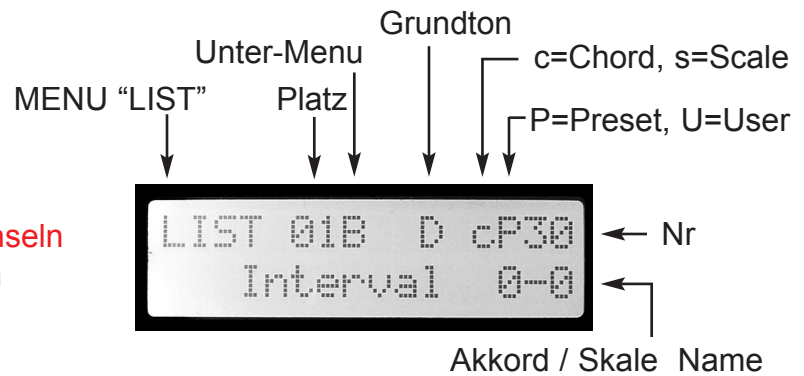 Grundton
Unter-Menu
c=Chord, s=Scale
MENU “LIST”
Platz
P=Preset, U=User
LIST 01B D cP30
Nr
Interval 0-0
Akkord / Skale Name